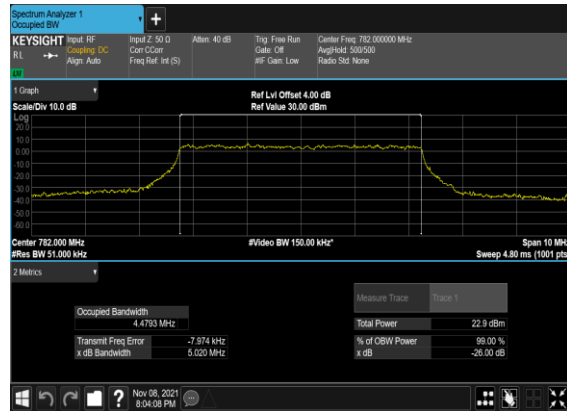 Spectrum Analyzer 1
Occupied BW
+
KEYSIGHT
Input: RF
Input Z: 50 Ω
Atten: 40 dB
Trig: Free Run
Center Freq: 782.000000 MHz
RL
Coupling: DC
Corr CCorr
Gate: Off
Avg|Hold: 500/500
Align: Auto
Freq Ref: Int (S)
#IF Gain: Low
Radio Std: None
1 Graph
Scale/Div 10.0 dB
Ref Lvl Offset 4.00 dB
Ref Value 30.00 dBm
Log
20.0
10.0
0.00
-10.0
-20.0
-30.0
-40.0
-50.0
-60.0
Center 782.000 MHz
#Video BW 150.00 kHz*
Span 10 MHz
#Res BW 51.000 kHz
Sweep 4.80 ms (1001 pts
2 Metrics
Measure Trace
Trace 1
Occupied Bandwidth
4.4793 MHz
Total Power
22.9 dBm
Transmit Freq Error
-7.974 kHz
% of OBW Power
99.00 %
x dB Bandwidth
5.020 MHz
x dB
-26.00 dB
?
Nov 08, 2021
8:04:08 PM